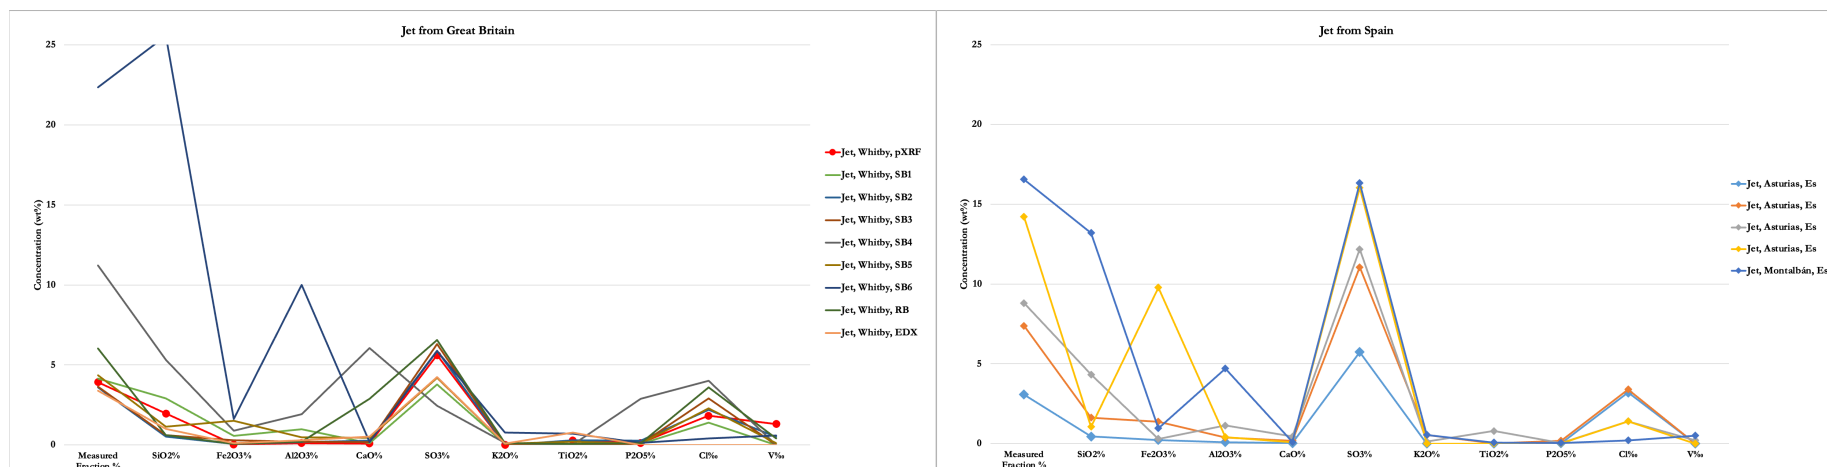 Jet from Great Britain
25
20
15
10
5
0
Concentration (wt%)
Measured
Fraction %
SiO2%
Fe2O3%
Al2O3%
CaO%
SO3%
K2O%
TiO2%
P2O5%
Cl‰
V‰
Jet, Whitby, pXRF
Jet, Whitby, SB1
Jet, Whitby, SB2
Jet, Whitby, SB3
Jet, Whitby, SB4
Jet, Whitby, SB5
Jet, Whitby, SB6
Jet, Whitby, RB
Jet, Whitby, EDX
Jet from Spain
25
20
15
10
5
0
Concentration (wt%)
Measured
Fraction %
SiO2%
Fe2O3%
Al2O3%
CaO%
SO3%
K2O%
TiO2%
P2O5%
Cl‰
V‰
Jet, Asturias, Es
Jet, Asturias, Es
Jet, Asturias, Es
Jet, Asturias, Es
Jet, Montalbán, Es